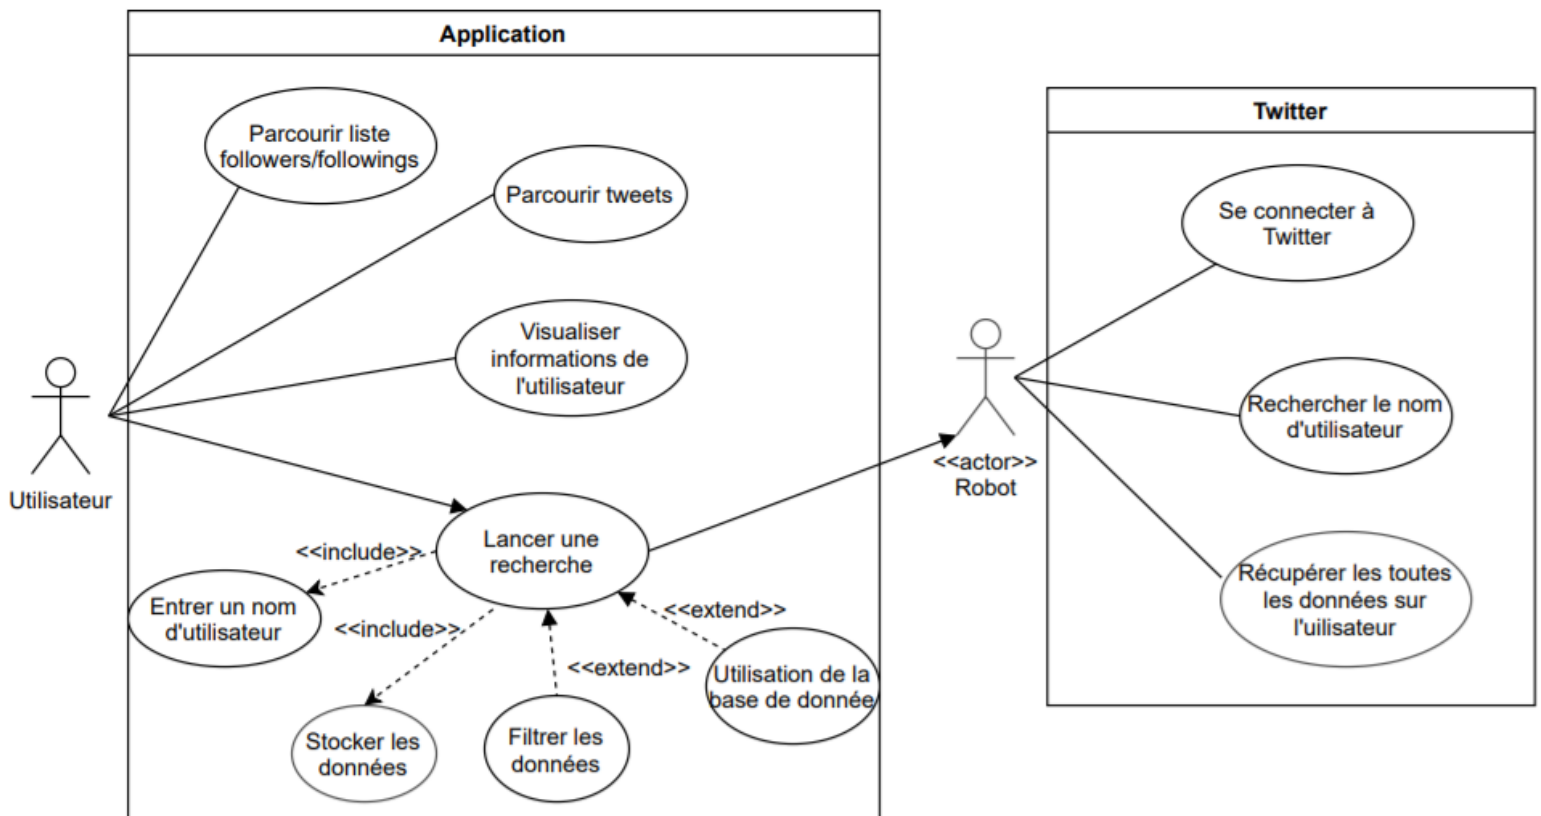 Application
Parcourir liste
followers/followings
Parcourir tweets
Visualiser
informations de
l'utilisateur
Utilisateur
Lancer une
recherche
<<include>>
Entrer un nom
d'utilisateur
<<include>>
Stocker les
données
<<extend>>
Filtrer les
données
<<extend>>
Utilisation de la
base de donnée
<<actor>>
Robot
Twitter
Se connecter à
Twitter
Rechercher le nom
d'utilisateur
Récupérer les toutes
les données sur
l'uilisateur